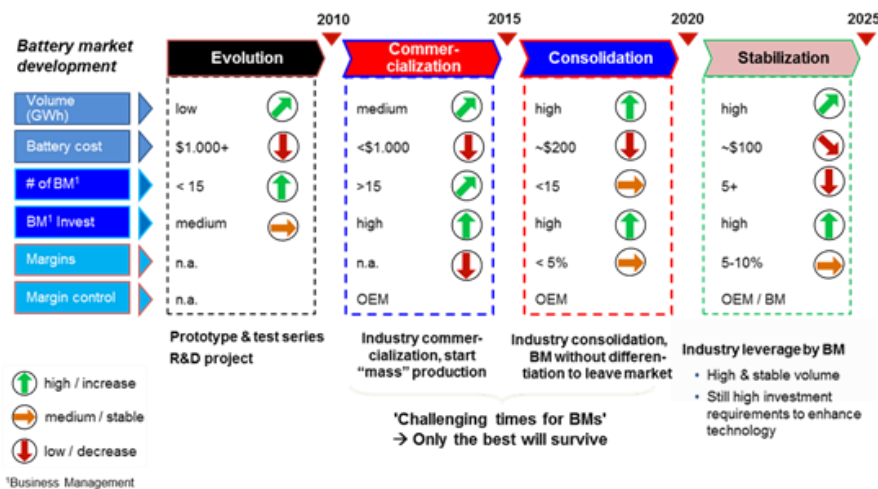 2010 2015 2020 2025
Battery market
development
Evolution
Commer-
cialization
Consolidation
Stabilization
Volume
(GWh)
low medium high high
Battery cost $1.000+ <$1.000 ~$200 ~$100
# of BM¹ < 15 >15 <15 5+
BM¹ Invest medium high high high
Margins n.a. n.a. < 5% 5-10%
Margin control n.a. OEM OEM OEM / BM
Prototype & test series
R&D project
Industry commer-
cialization, start
“mass” production
Industry consolidation,
BM without differen-
tiation to leave market
Industry leverage by BM
• High & stable volume
• Still high investment
requirements to enhance
technology
'Challenging times for BMs'
→ Only the best will survive
high / increase
medium / stable
low / decrease
¹Business Management